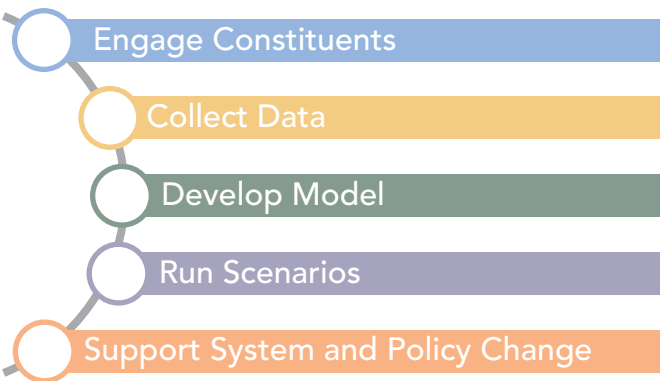 Engage Constituents
Collect Data
Develop Model
Run Scenarios
Support System and Policy Change